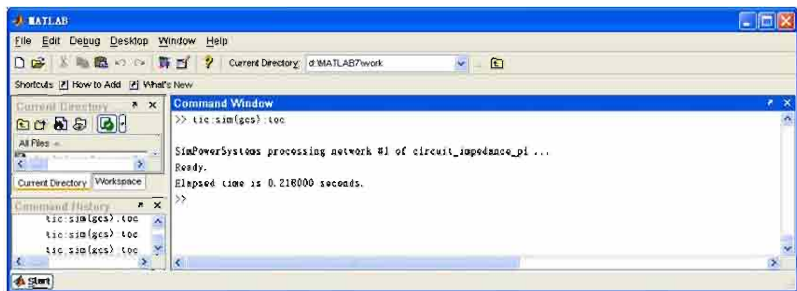 MATLAB
File Edit Debug Desktop Window Help
Current Directory: d:\MATLAB7\work
Shortcuts How to Add What's New
Current Directory
All Files
Current Directory Workspace
Command History
tic;sim(gcs);toc
tic;sim(gcs);toc
tic;sim(gcs);toc
Command Window
>> tic;sim(gcs);toc
SimPowerSystems processing network #1 of circuit_impedance_pi ...
Ready.
Elapsed time is 0.218000 seconds.
>>
Start